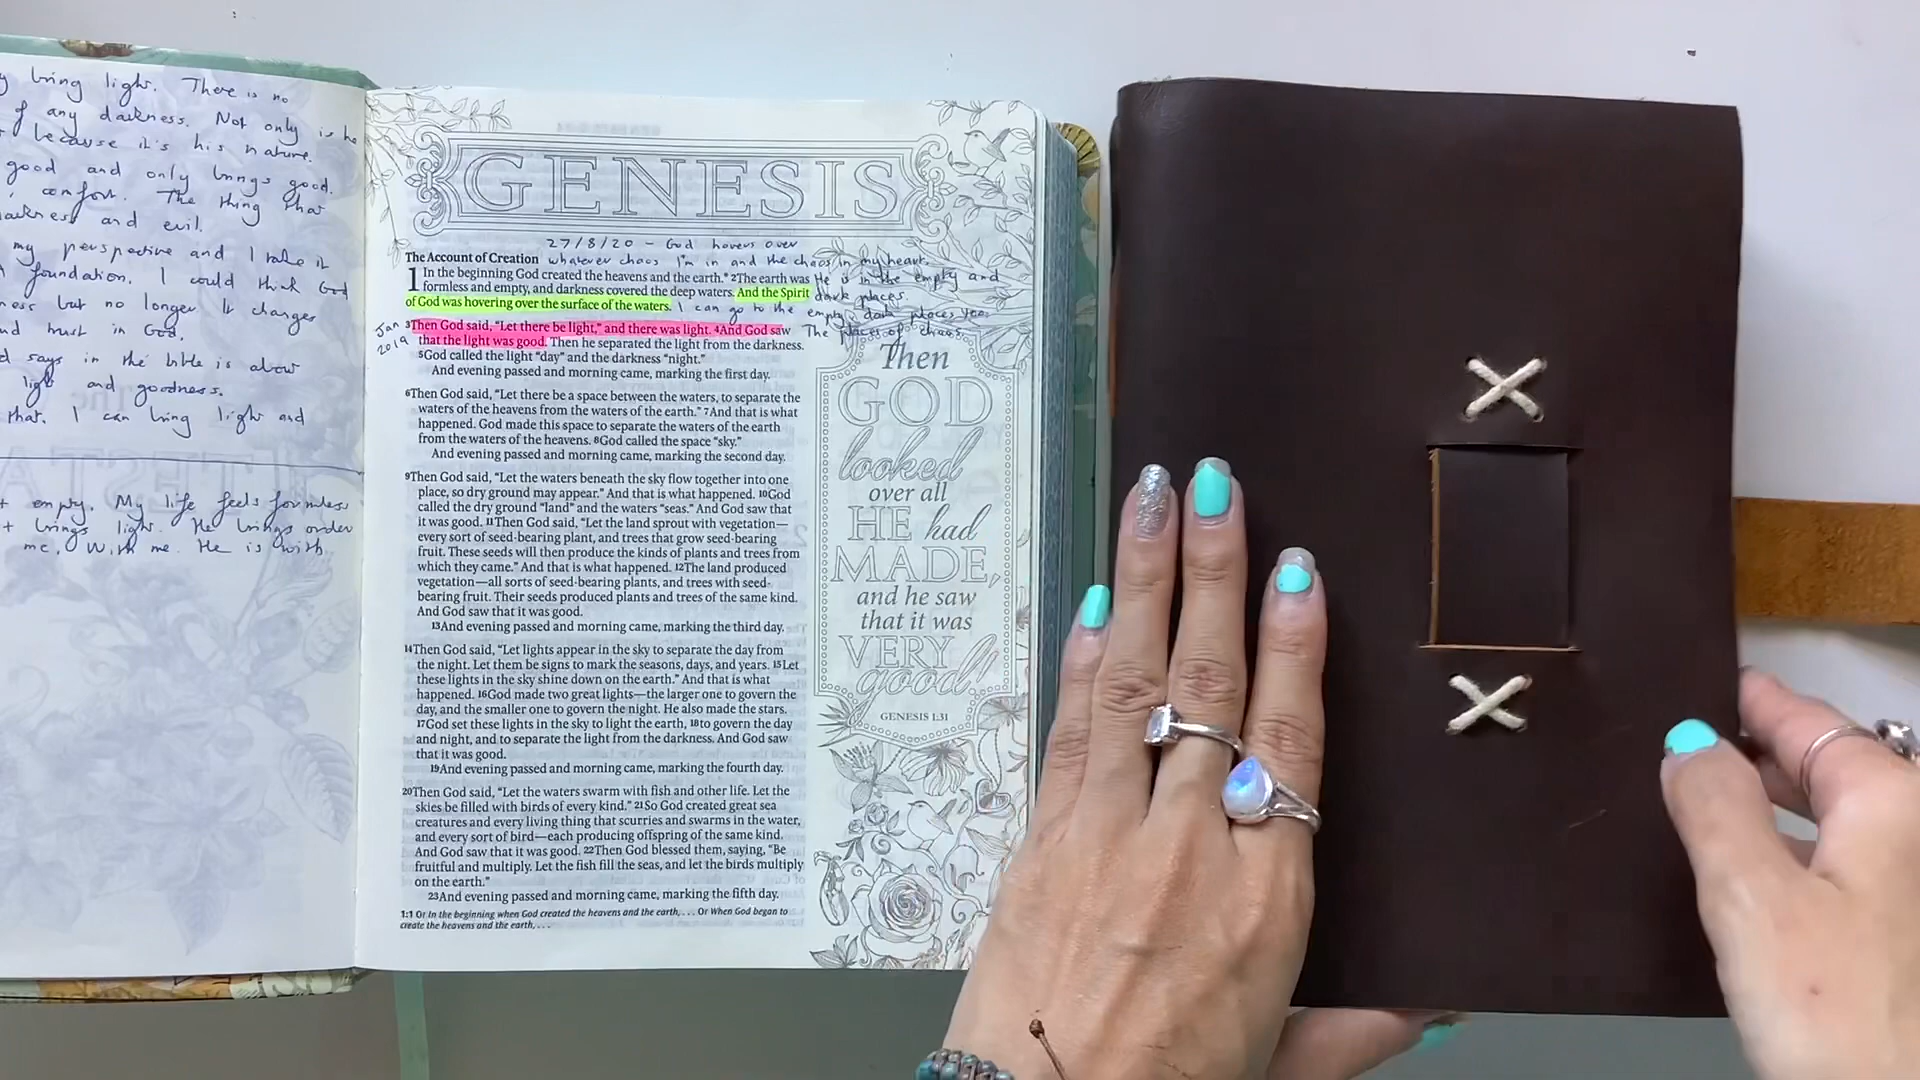 bring light. There is no
of any darkness. Not only is he
because it's his nature.
good and only brings good.
comfort. The thing that
darkness and evil.
my perspective and I take it
foundation. I could think God
but no longer. It changes
and trust in God.
says in the bible is about
light and goodness.
that. I can bring light and
empty. My life feels formless
+ brings light. He brings order
me. With me. He is with
GENESIS
27/8/20 - God hovers over
whatever chaos I'm in and the chaos in my heart.
He is in the empty and
dark places.
I can go to the empty, dark places too.
The places of chaos.
Jan
2019
The Account of Creation
1 In the beginning God created the heavens and the earth.* 2The earth was
formless and empty, and darkness covered the deep waters. And the Spirit
of God was hovering over the surface of the waters.
3Then God said, “Let there be light,” and there was light. 4And God saw
that the light was good. Then he separated the light from the darkness.
5God called the light “day” and the darkness “night.”
And evening passed and morning came, marking the first day.
6Then God said, “Let there be a space between the waters, to separate the
waters of the heavens from the waters of the earth.” 7And that is what
happened. God made this space to separate the waters of the earth
from the waters of the heavens. 8God called the space “sky.”
And evening passed and morning came, marking the second day.
9Then God said, “Let the waters beneath the sky flow together into one
place, so dry ground may appear.” And that is what happened. 10God
called the dry ground “land” and the waters “seas.” And God saw that
it was good. 11Then God said, “Let the land sprout with vegetation—
every sort of seed-bearing plant, and trees that grow seed-bearing
fruit. These seeds will then produce the kinds of plants and trees from
which they came.” And that is what happened. 12The land produced
vegetation—all sorts of seed-bearing plants, and trees with seed-
bearing fruit. Their seeds produced plants and trees of the same kind.
And God saw that it was good.
13And evening passed and morning came, marking the third day.
14Then God said, “Let lights appear in the sky to separate the day from
the night. Let them be signs to mark the seasons, days, and years. 15Let
these lights in the sky shine down on the earth.” And that is what
happened. 16God made two great lights—the larger one to govern the
day, and the smaller one to govern the night. He also made the stars.
17God set these lights in the sky to light the earth, 18to govern the day
and night, and to separate the light from the darkness. And God saw
that it was good.
19And evening passed and morning came, marking the fourth day.
20Then God said, “Let the waters swarm with fish and other life. Let the
skies be filled with birds of every kind.” 21So God created great sea
creatures and every living thing that scurries and swarms in the water,
and every sort of bird—each producing offspring of the same kind.
And God saw that it was good. 22Then God blessed them, saying, “Be
fruitful and multiply. Let the fish fill the seas, and let the birds multiply
on the earth.”
23And evening passed and morning came, marking the fifth day.
1:1 Or In the beginning when God created the heavens and the earth, . . . Or When God began to
create the heavens and the earth, . . .
Then
GOD
looked
over all
HE had
MADE,
and he saw
that it was
VERY
good!
GENESIS 1:31